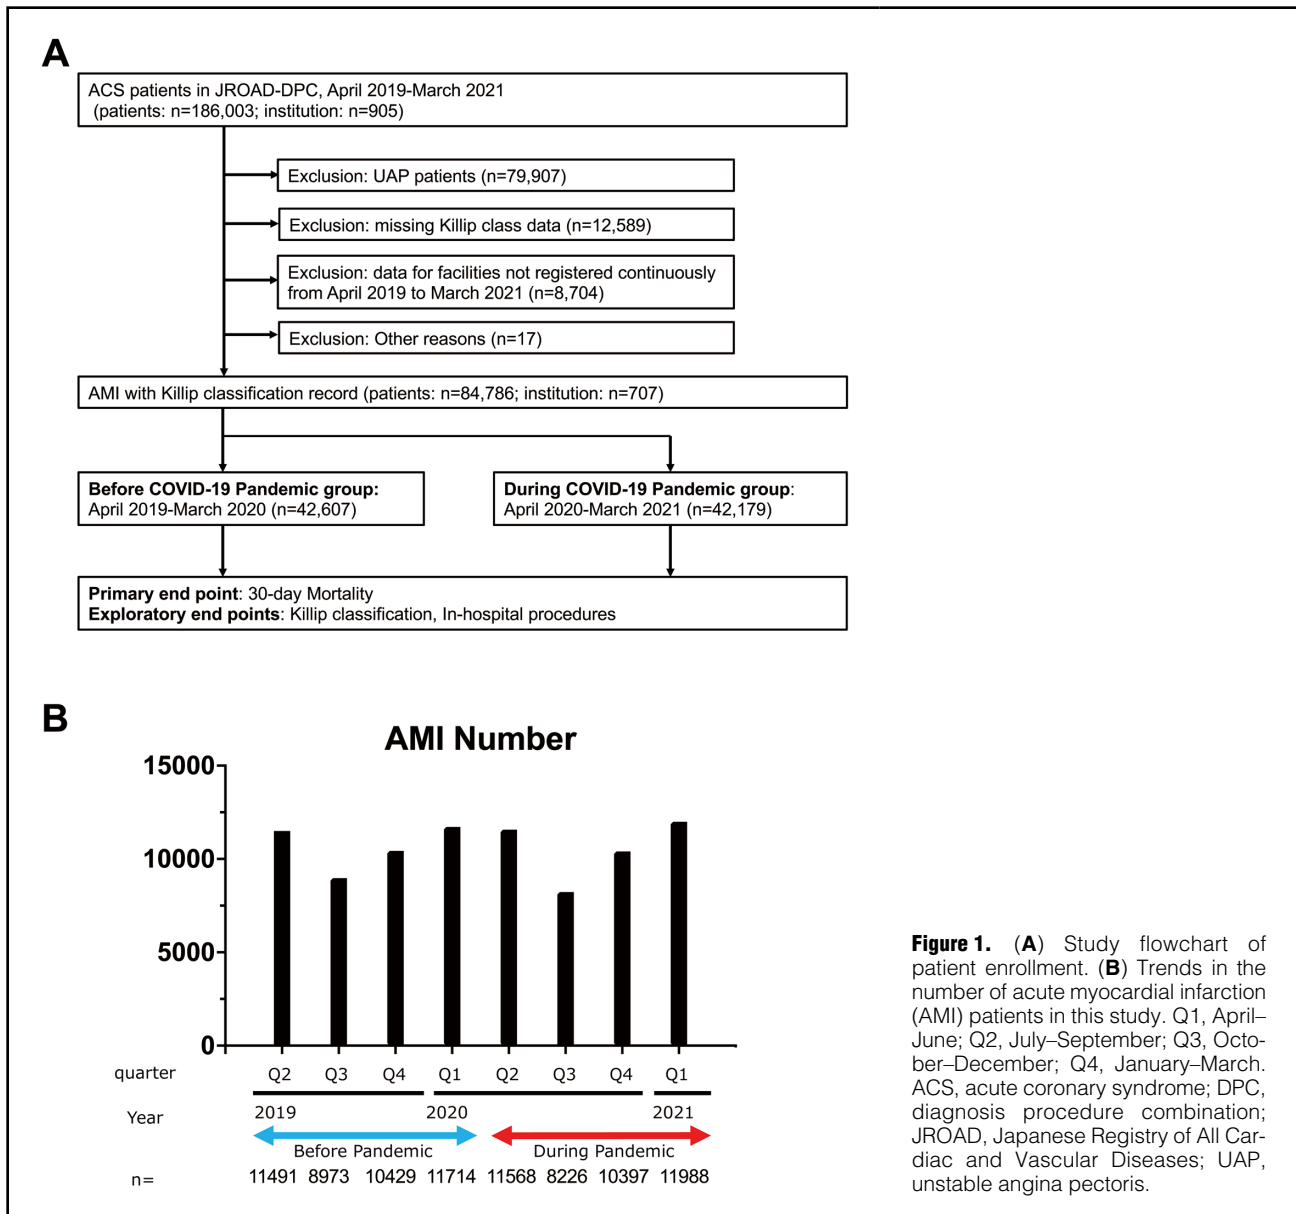 A
ACS patients in JROAD-DPC, April 2019-March 2021
(patients: n=186,003; institution: n=905)
Exclusion: UAP patients (n=79,907)
Exclusion: missing Killip class data (n=12,589)
Exclusion: data for facilities not registered continuously
from April 2019 to March 2021 (n=8,704)
Exclusion: Other reasons (n=17)
AMI with Killip classification record (patients: n=84,786; institution: n=707)
Before COVID-19 Pandemic group:
April 2019-March 2020 (n=42,607)
During COVID-19 Pandemic group:
April 2020-March 2021 (n=42,179)
Primary end point: 30-day Mortality
Exploratory end points: Killip classification, In-hospital procedures
B
AMI Number
15000
10000
5000
0
quarter Q2 Q3 Q4 Q1 Q2 Q3 Q4 Q1
Year 2019 2020 2021
Before Pandemic During Pandemic
n= 11491 8973 10429 11714 11568 8226 10397 11988
Figure 1. (A) Study flowchart of
patient enrollment. (B) Trends in the
number of acute myocardial infarction
(AMI) patients in this study. Q1, April–
June; Q2, July–September; Q3, Octo-
ber–December; Q4, January–March.
ACS, acute coronary syndrome; DPC,
diagnosis procedure combination;
JROAD, Japanese Registry of All Car-
diac and Vascular Diseases; UAP,
unstable angina pectoris.